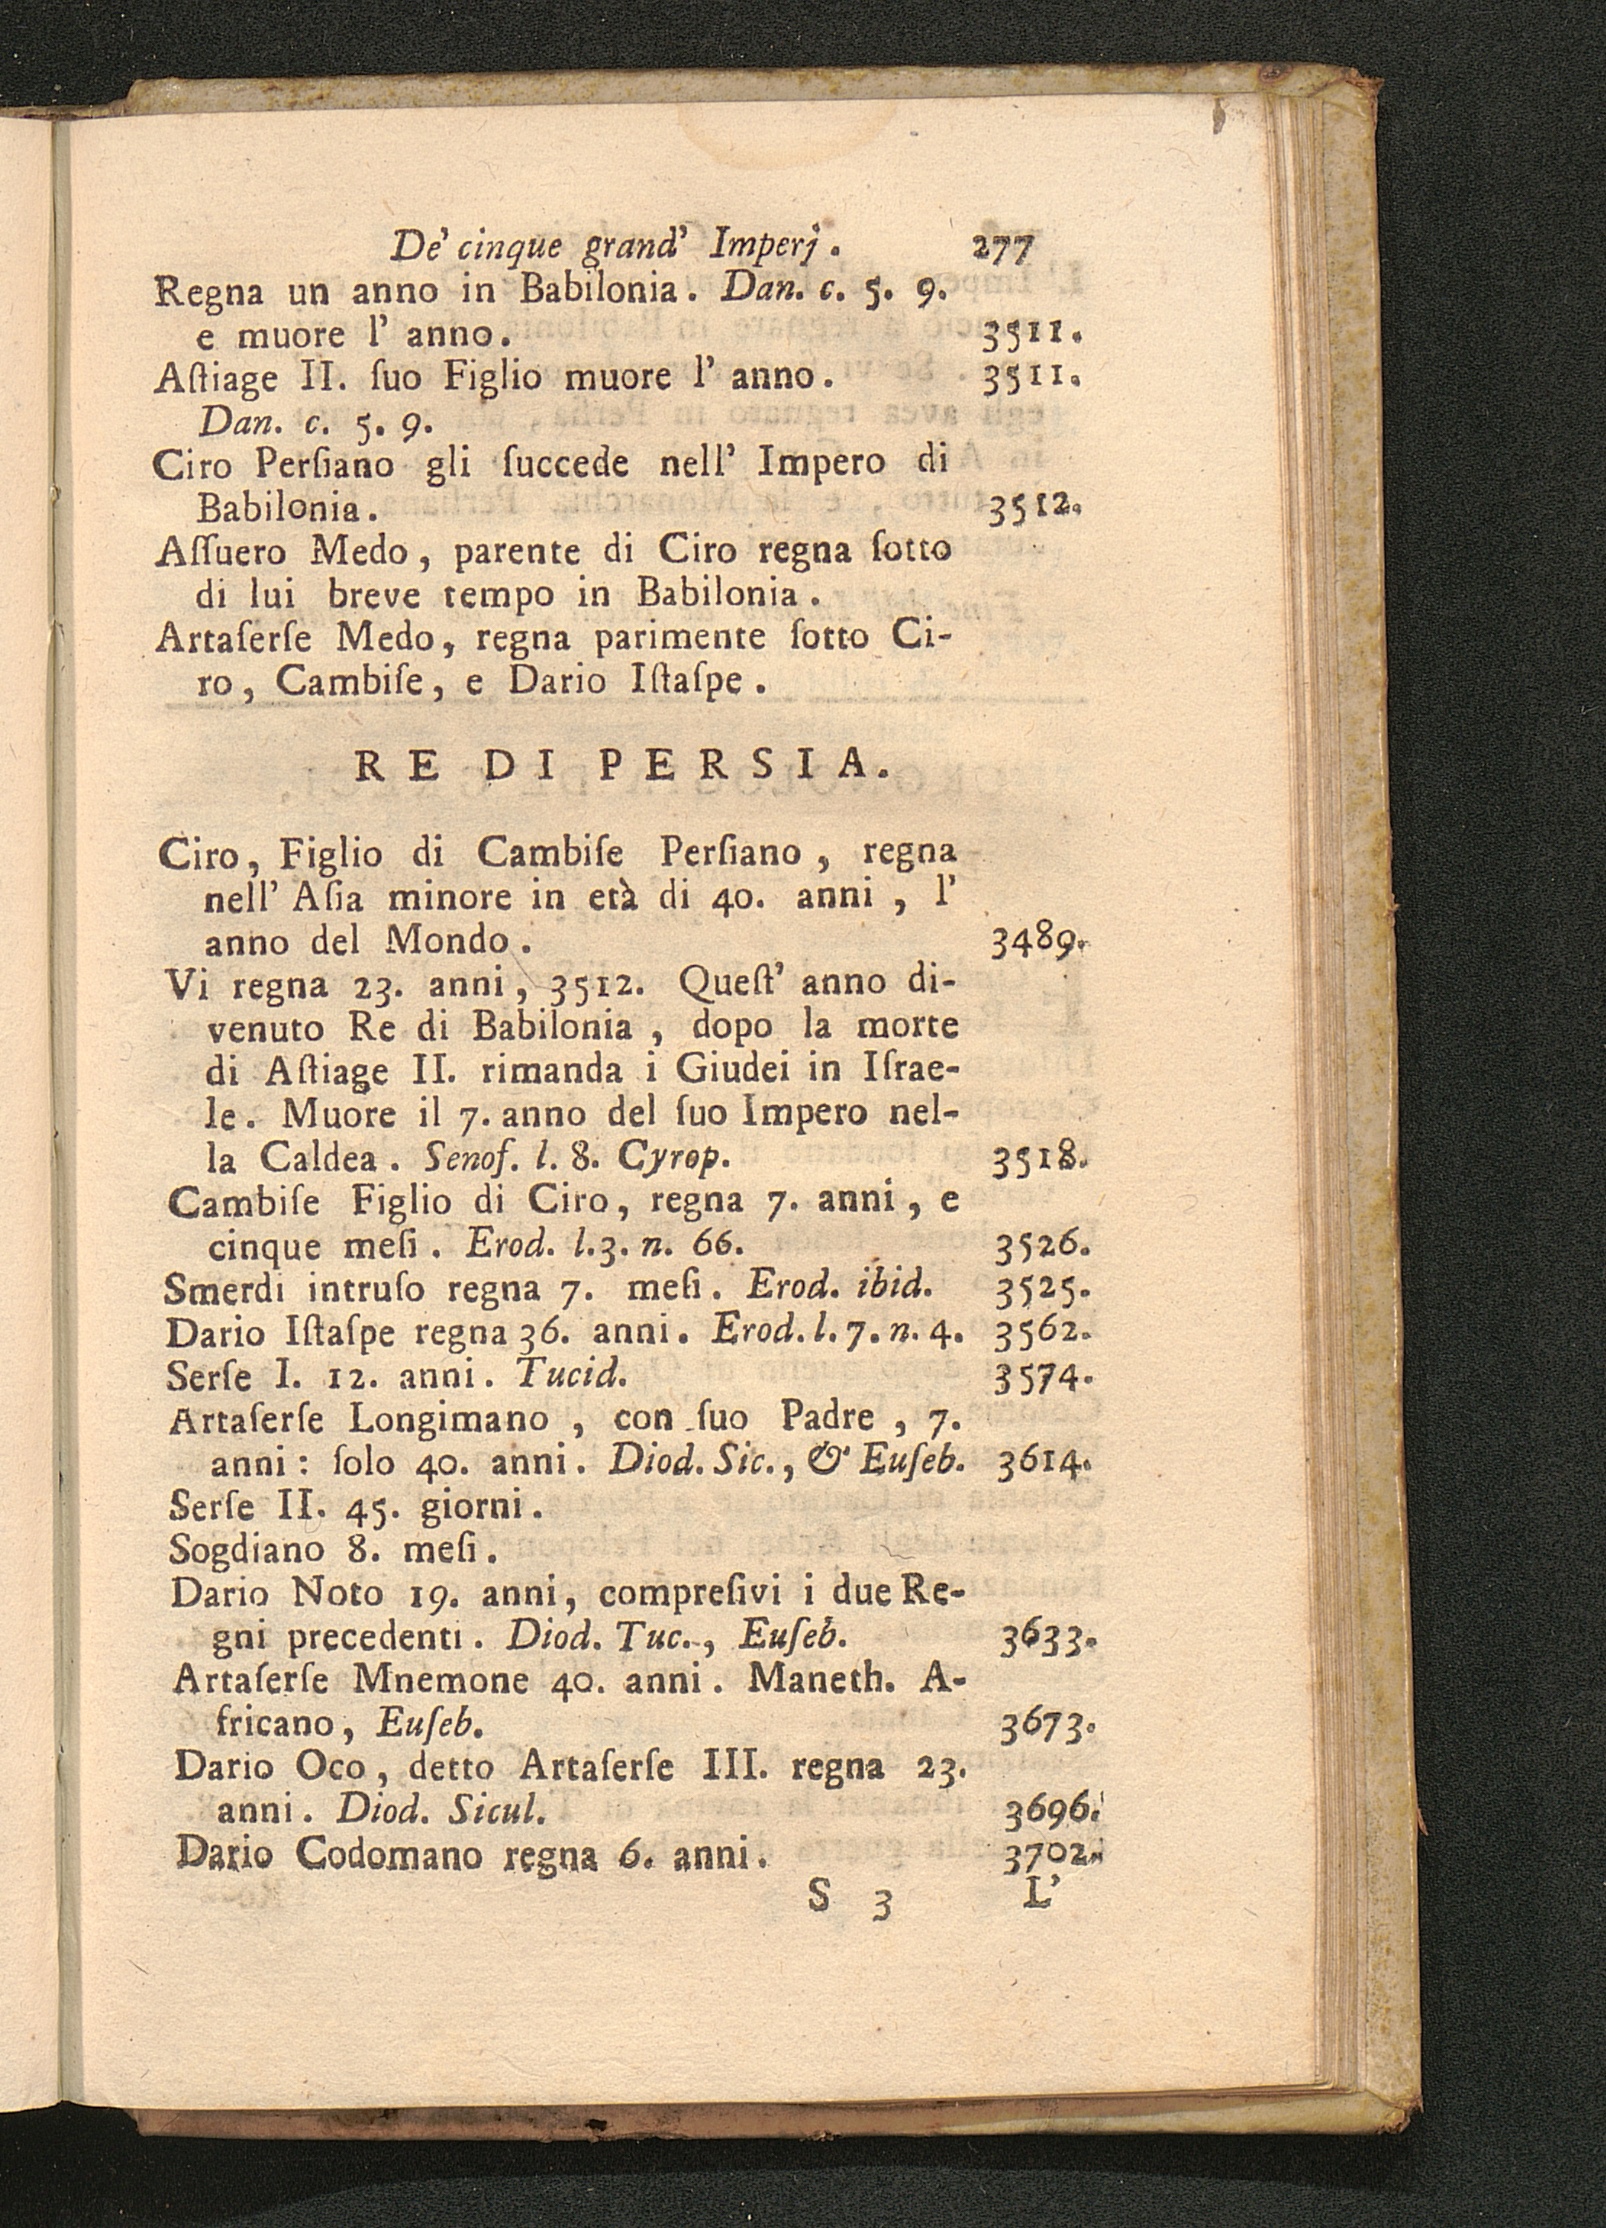 De' cinque grand' Imperj. 277
Regna un anno in Babilonia. Dan. c. 5. 9.
e muore l' anno. 3511.
Aſtiage II. ſuo Figlio muore l' anno. 3511.
Dan. c. 5. 9.
Ciro Perſiano gli ſuccede nell' Impero di
Babilonia. 3512.
Aſſuero Medo, parente di Ciro regna ſotto
di lui breve tempo in Babilonia.
Artaſerſe Medo, regna parimente ſotto Ci-
ro, Cambiſe, e Dario Iſtaſpe.
RE DI PERSIA.
Ciro, Figlio di Cambiſe Perſiano, regna
nell' Aſia minore in età di 40. anni, l'
anno del Mondo. 3489.
Vi regna 23. anni, 3512. Queſt' anno di-
venuto Re di Babilonia, dopo la morte
di Aſtiage II. rimanda i Giudei in Iſrae-
le. Muore il 7. anno del ſuo Impero nel-
la Caldea. Senof. l. 8. Cyrop. 3518.
Cambiſe Figlio di Ciro, regna 7. anni, e
cinque meſi. Erod. l.3. n. 66. 3526.
Smerdi intruſo regna 7. meſi. Erod. ibid. 3525.
Dario Iſtaſpe regna 36. anni. Erod. l. 7. n. 4. 3562.
Serſe I. 12. anni. Tucid. 3574.
Artaſerſe Longimano, con ſuo Padre, 7.
anni: ſolo 40. anni. Diod. Sic., & Euſeb. 3614.
Serſe II. 45. giorni.
Sogdiano 8. meſi.
Dario Noto 19. anni, compreſivi i due Re-
gni precedenti. Diod. Tuc., Euſeb. 3633.
Artaſerſe Mnemone 40. anni. Maneth. A-
fricano, Euſeb. 3673.
Dario Oco, detto Artaſerſe III. regna 23.
anni. Diod. Sicul. 3696.
Dario Codomano regna 6. anni. 3702.
S 3 L'